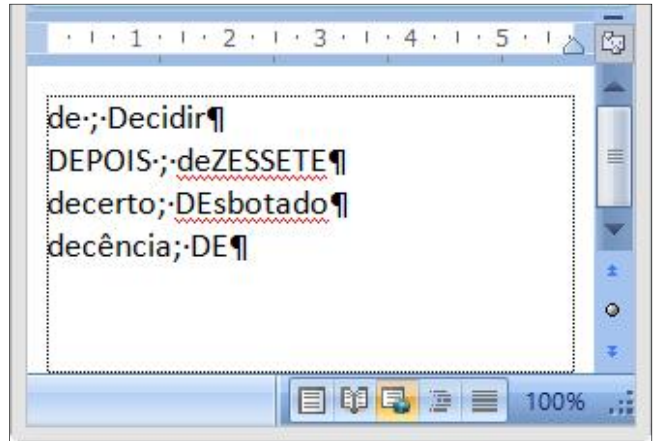 1 2 3 4 5
de·;·Decidir¶
DEPOIS·;·deZESSETE¶
decerto;·DEsbotado¶
decência;·DE¶
100%